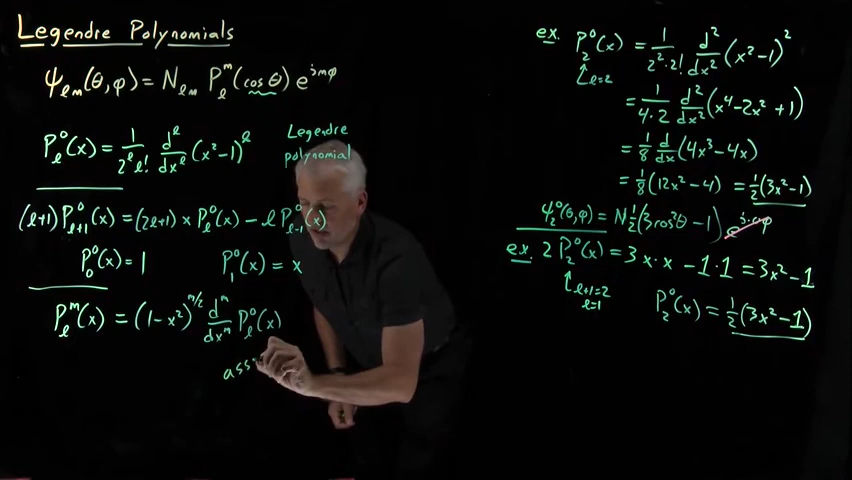 Legendre Polynomials
ψ_ℓm(θ,φ) = N_ℓm P_ℓ^m(cos θ) e^{jmφ}
P_ℓ^0(x) = 1/(2^ℓ ℓ!) d^ℓ/dx^ℓ (x²-1)^ℓ
Legendre
polynomial
(ℓ+1)P_{ℓ+1}^0(x) = (2ℓ+1) x P_ℓ^0(x) - ℓ P_{ℓ-1}^0(x)
P_0^0(x) = 1
P_1^0(x) = x
P_ℓ^m(x) = (1-x²)^{m/2} d^m/dx^m P_ℓ^0(x)
ass
ex. P_2^0(x) = 1/(2²·2!) d²/dx² (x²-1)²
ℓ=2
= 1/(4·2) d²/dx² (x⁴-2x²+1)
= 1/8 d/dx (4x³-4x)
= 1/8 (12x²-4) = 1/2 (3x²-1)
ψ_2^0(θ,φ) = N 1/2 (3cos²θ-1) e^{j·0·φ}
ex. 2 P_2^0(x) = 3 x·x - 1·1 = 3x²-1
ℓ+1=2
ℓ=1
P_2^0(x) = 1/2 (3x²-1)